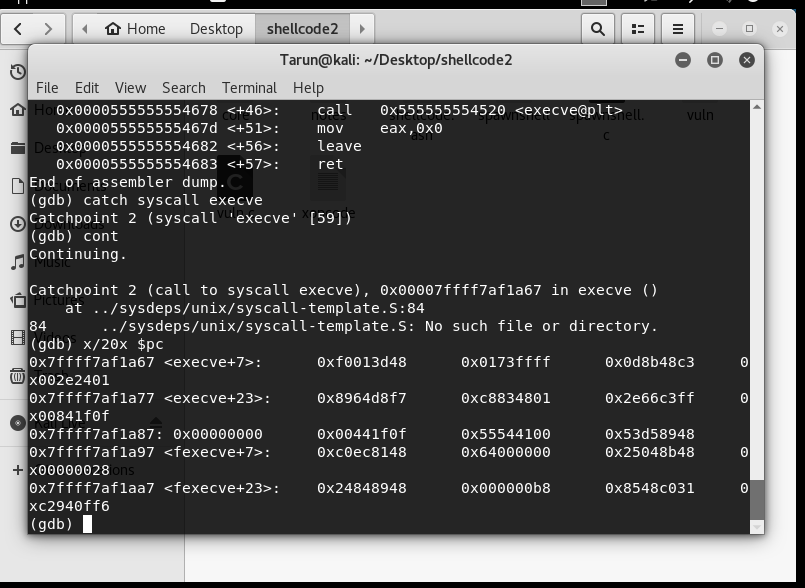 Home
Desktop
shellcode2
Tarun@kali: ~/Desktop/shellcode2
File Edit View Search Terminal Help
0x0000555555554678 <+46>: call 0x555555554520 <execve@plt>
0x000055555555467d <+51>: mov eax,0x0
0x0000555555554682 <+56>: leave
0x0000555555554683 <+57>: ret
End of assembler dump.
(gdb) catch syscall execve
Catchpoint 2 (syscall 'execve' [59])
(gdb) cont
Continuing.
Catchpoint 2 (call to syscall execve), 0x00007ffff7af1a67 in execve ()
at ../sysdeps/unix/syscall-template.S:84
84 ../sysdeps/unix/syscall-template.S: No such file or directory.
(gdb) x/20x $pc
0x7ffff7af1a67 <execve+7>: 0xf0013d48 0x0173ffff 0x0d8b48c3 0
x002e2401
0x7ffff7af1a77 <execve+23>: 0x8964d8f7 0xc8834801 0x2e66c3ff 0
x00841f0f
0x7ffff7af1a87: 0x00000000 0x00441f0f 0x55544100 0x53d58948
0x7ffff7af1a97 <fexecve+7>: 0xc0ec8148 0x64000000 0x25048b48 0
x00000028
0x7ffff7af1aa7 <fexecve+23>: 0x24848948 0x000000b8 0x8548c031 0
xc2940ff6
(gdb)
vuln